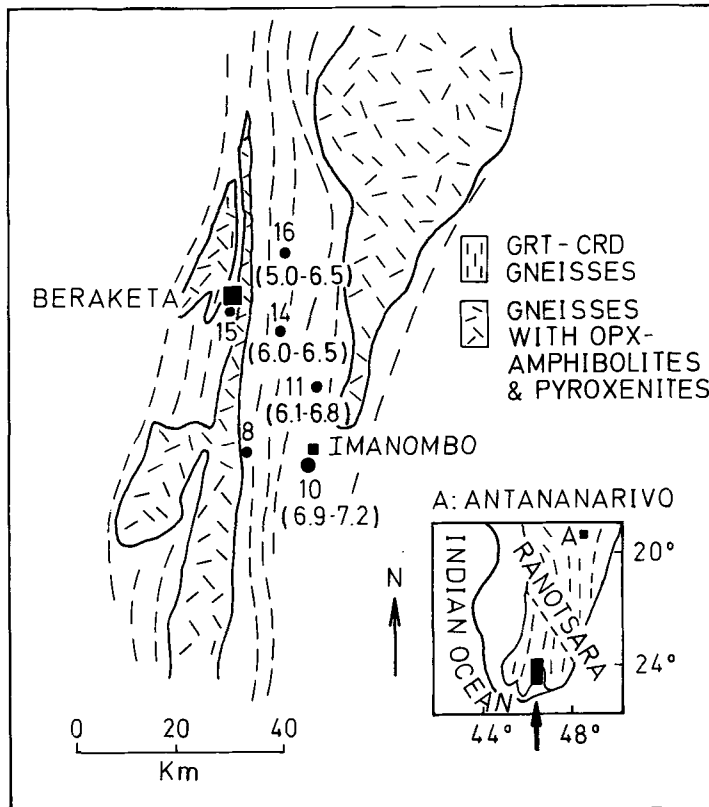 16
(5.0-6.5)
BERAKETA
15
14
(6.0-6.5)
11
(6.1-6.8)
8
IMANOMBO
10
(6.9-7.2)
GRT-CRD
GNEISSES
GNEISSES
WITH OPX-
AMPHIBOLITES
& PYROXENITES
A: ANTANANARIVO
A
INDIAN OCEAN
RANOTSARA
20°
24°
44° 48°
N
0 20 40
Km